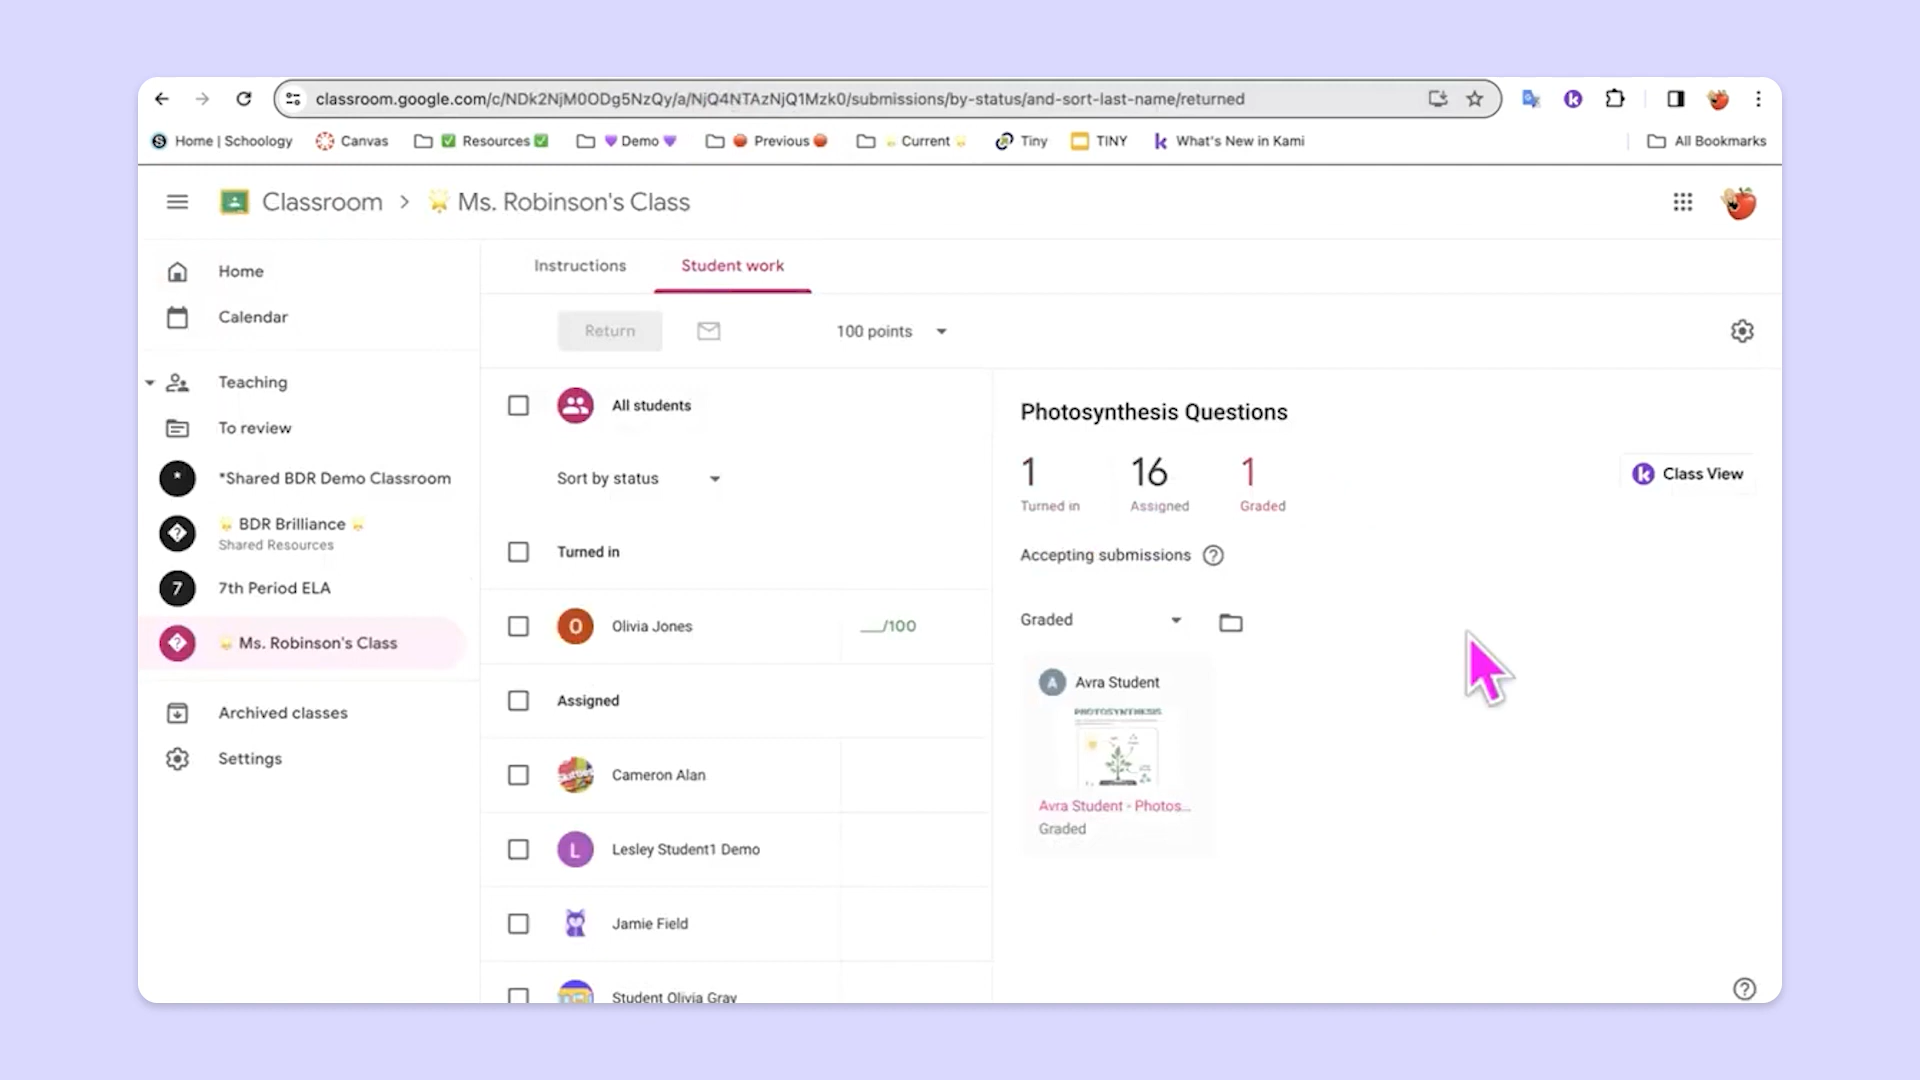 classroom.google.com/c/NDk2NjM0ODg5NzQy/a/NjQ4NTAzNjQ1Mzk0/submissions/by-status/and-sort-last-name/returned
Home | Schoology
Canvas
✅ Resources ✅
💜 Demo 💜
Previous
Current
Tiny
TINY
What's New in Kami
All Bookmarks
Classroom > 🌟 Ms. Robinson's Class
Home
Calendar
Teaching
To review
*
*Shared BDR Demo Classroom
BDR Brilliance
Shared Resources
7
7th Period ELA
Ms. Robinson's Class
Archived classes
Settings
Instructions
Student work
Return
100 points
All students
Sort by status
Turned in
O
Olivia Jones
__/100
Assigned
Cameron Alan
L
Lesley Student1 Demo
Jamie Field
Student Olivia Gray
Photosynthesis Questions
1
Turned in
16
Assigned
1
Graded
k
Class View
Accepting submissions
Graded
A
Avra Student
PHOTOSYNTHESIS
Avra Student - Photos...
Graded